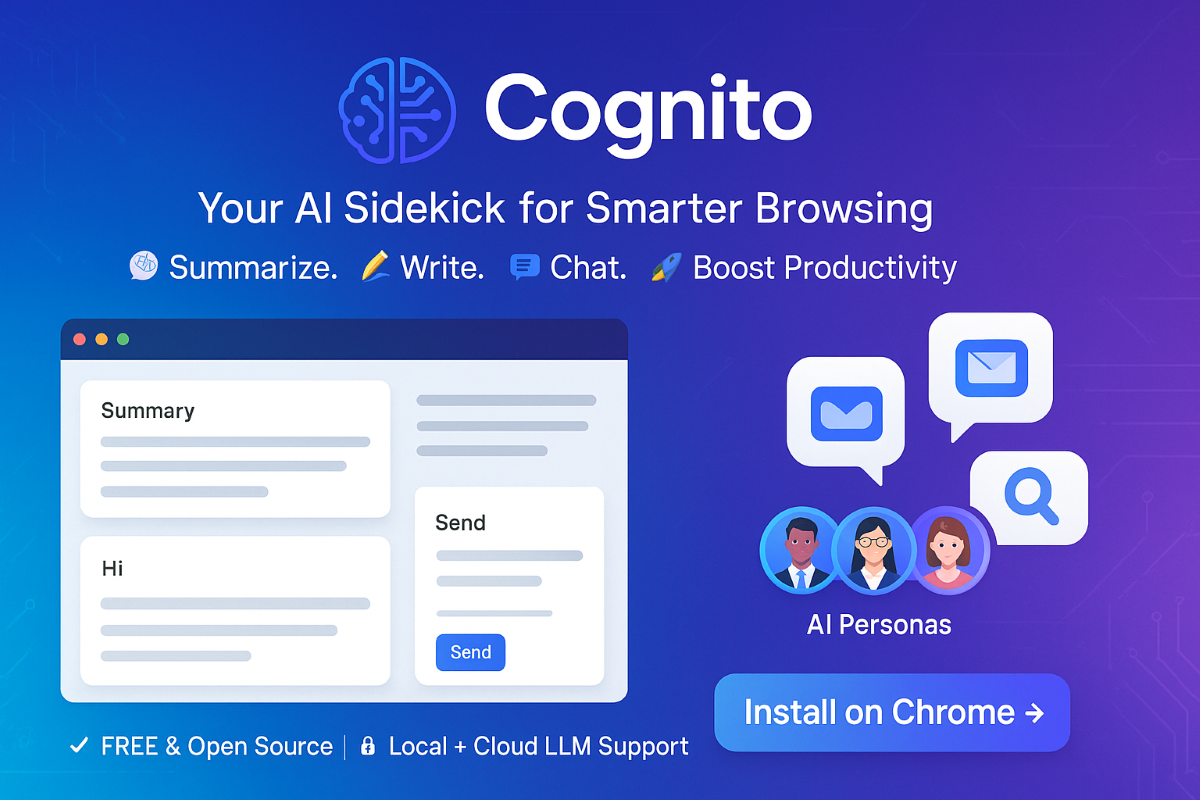 Cognito
Your AI Sidekick for Smarter Browsing
Summarize. Write. Chat. Boost Productivity
Summary
Hi
Send
Send
AI Personas
Install on Chrome →
✓ FREE & Open Source | Local + Cloud LLM Support